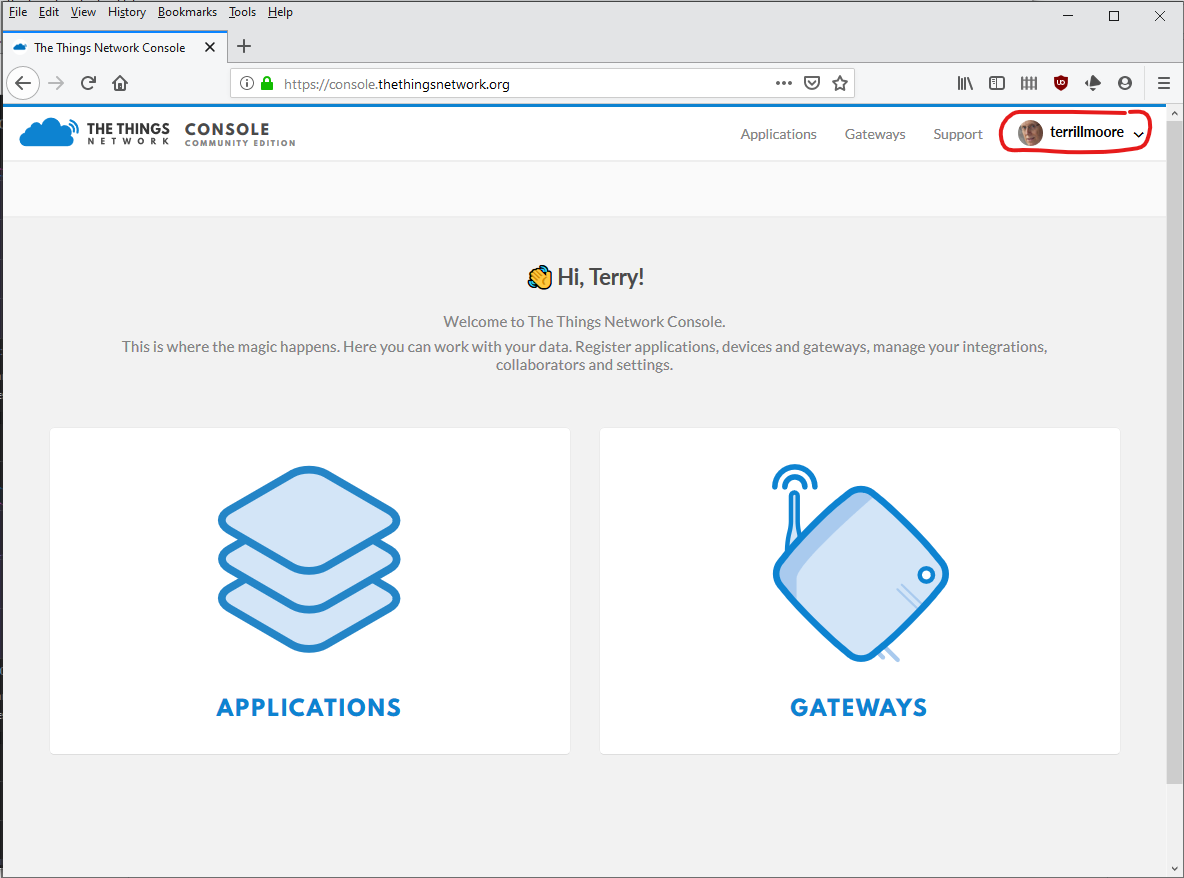 File Edit View History Bookmarks Tools Help
The Things Network Console
https://console.thethingsnetwork.org
THE THINGS NETWORK CONSOLE COMMUNITY EDITION
Applications Gateways Support terrillmoore
Hi, Terry!
Welcome to The Things Network Console.
This is where the magic happens. Here you can work with your data. Register applications, devices and gateways, manage your integrations,
collaborators and settings.
APPLICATIONS
GATEWAYS